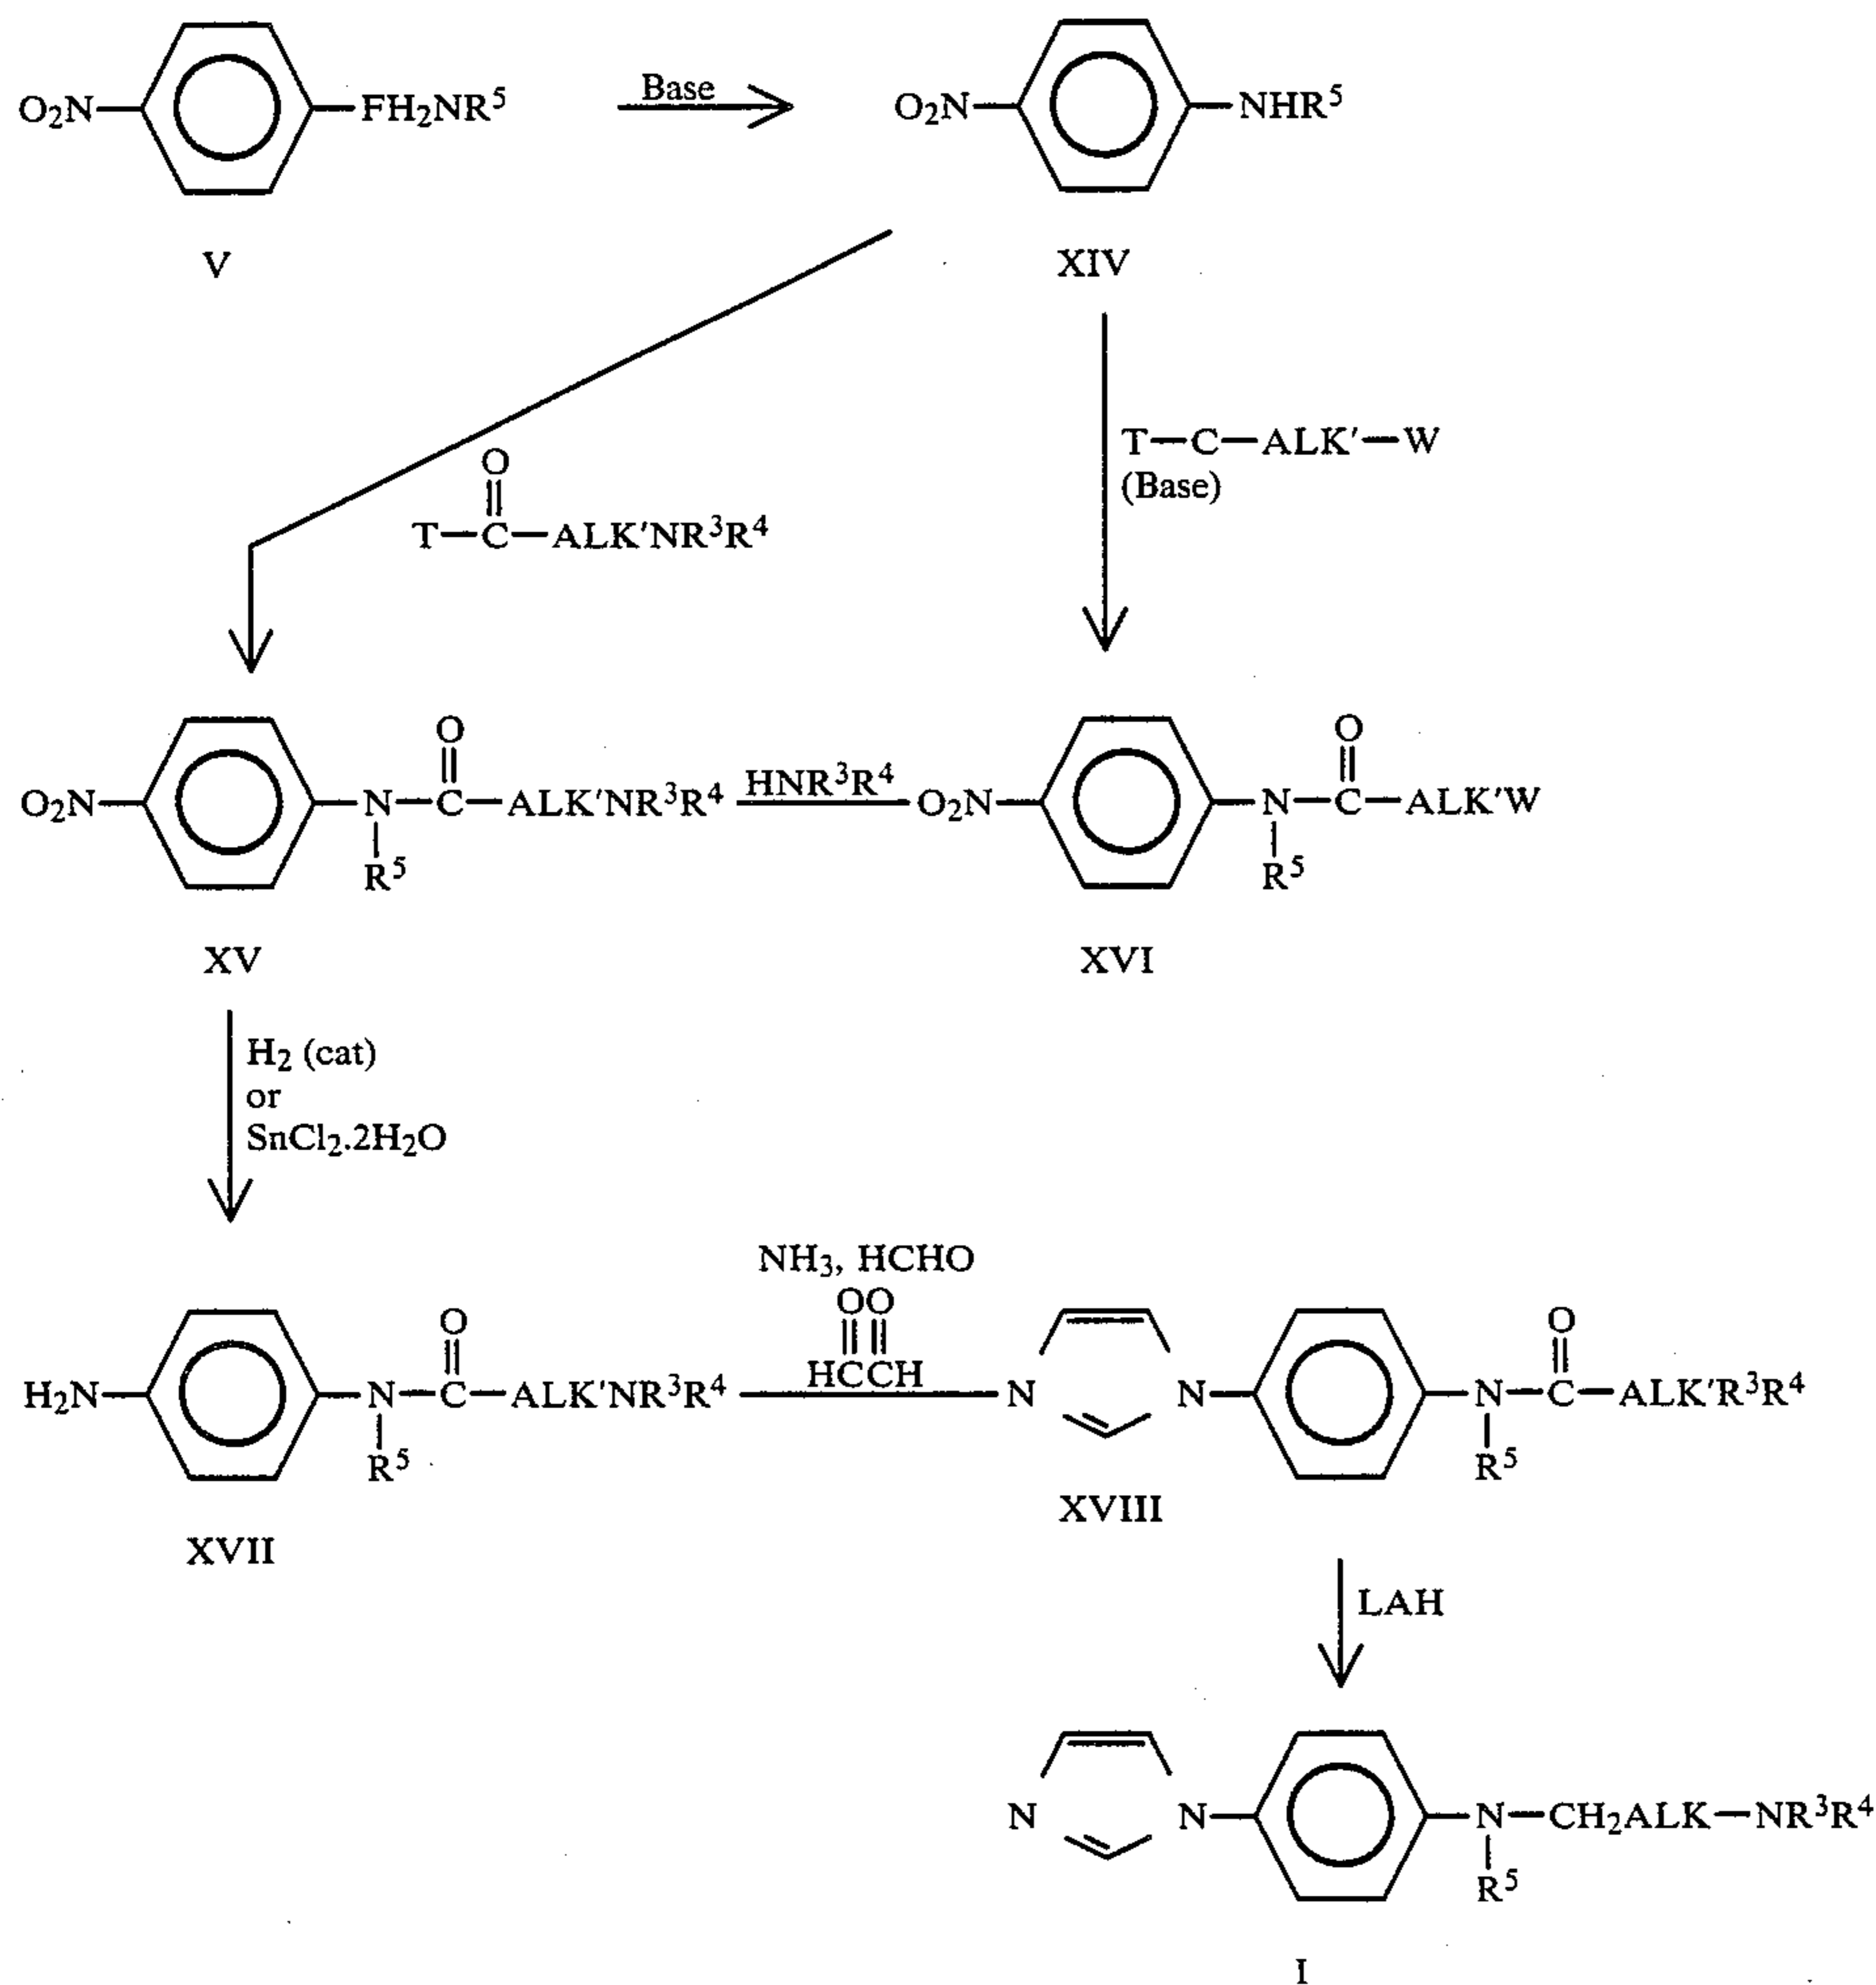 O₂N FH₂NR⁵ Base O₂N NHR⁵
V XIV
T—C—ALK′—W
(Base)
O
T—C—ALK′NR³R⁴
O O
O₂N N—C—ALK′NR³R⁴ HNR³R⁴ O₂N N—C—ALK′W
R⁵ R⁵
XV XVI
H₂ (cat)
or
SnCl₂.2H₂O
NH₃, HCHO
O OO O
HCCH
H₂N N—C—ALK′NR³R⁴ N N N—C—ALK′R³R⁴
R⁵ R⁵
XVIII
XVII
LAH
N N N—CH₂ALK—NR³R⁴
R⁵
I